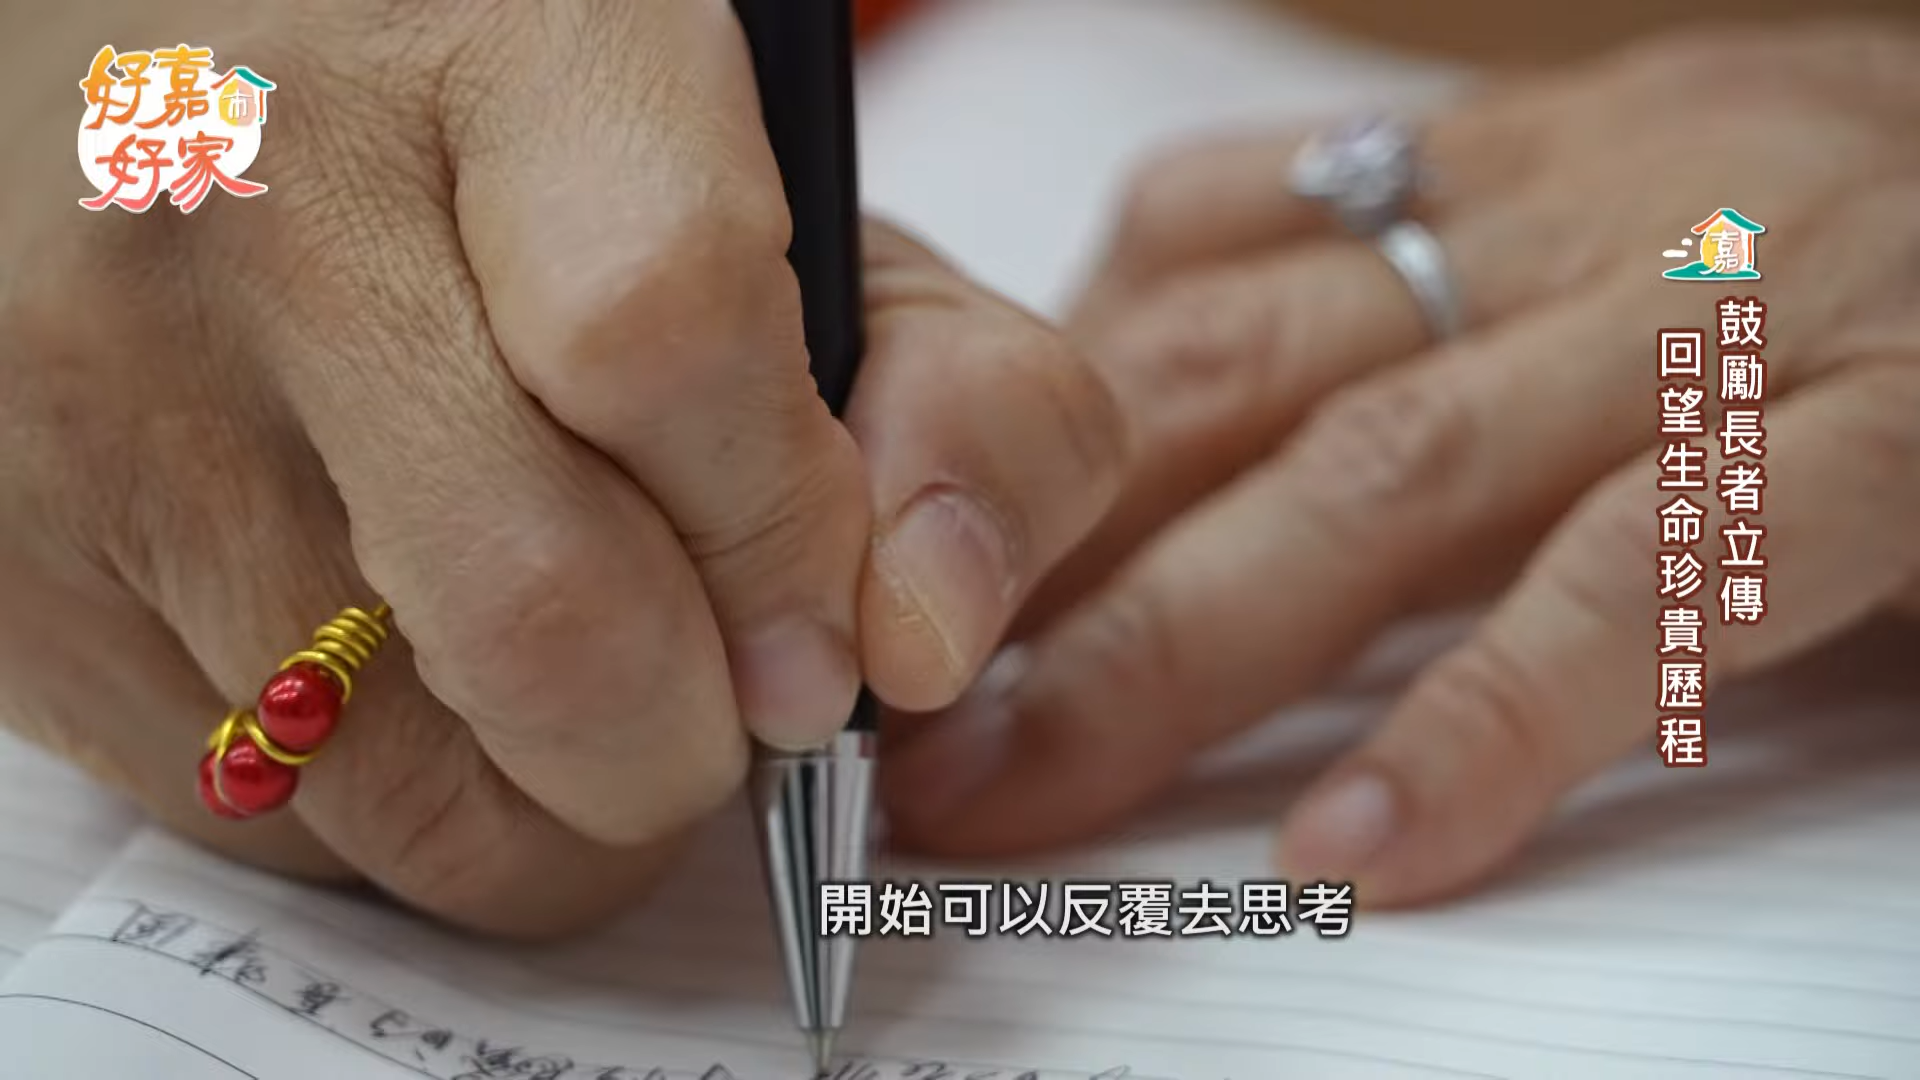 好嘉市
好家
嘉
鼓勵長者立傳
回望生命珍貴歷程
開始可以反覆去思考